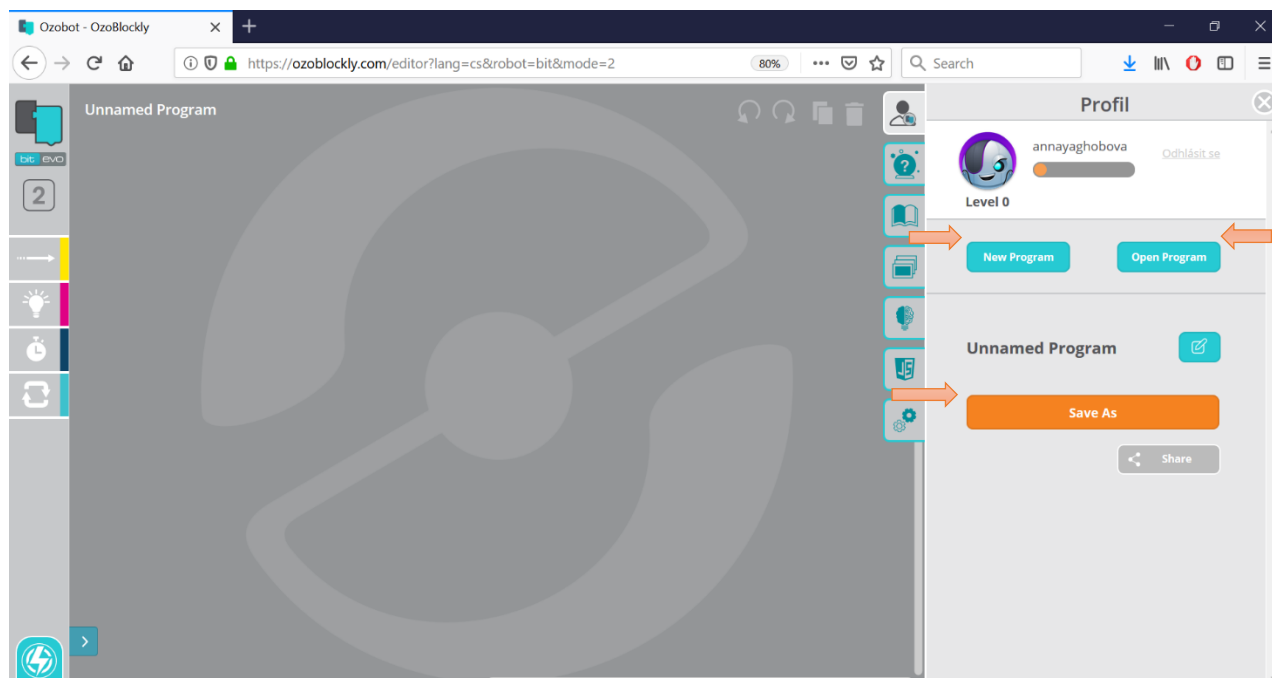 Ozobot - OzoBlockly
https://ozoblockly.com/editor?lang=cs&robot=bit&mode=2
80%
Search
Unnamed Program
bit evo
2
JS
Profil
annayaghobova
Odhlásit se
Level 0
New Program
Open Program
Unnamed Program
Save As
Share